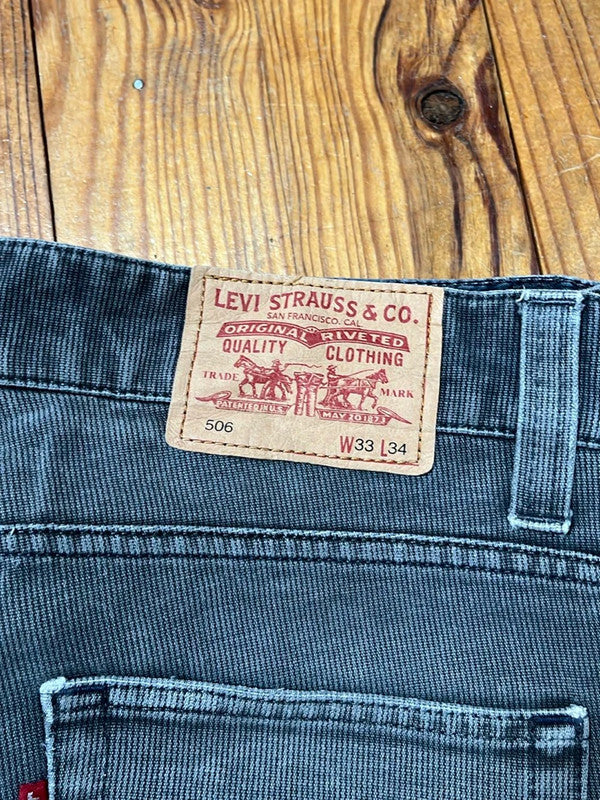 LEVI STRAUSS & CO.
SAN FRANCISCO, CAL
ORIGINAL RIVETED
QUALITY CLOTHING
TRADE MARK
PATENTED IN U.S. MAY 20 1873
506
W33 L34